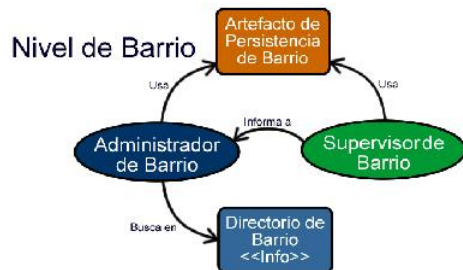 Artefacto de
Persistencia
de Barrio
Nivel de Barrio
Usa
Usa
Informa a
Administrador
de Barrio
Supervisor de
Barrio
Busca en
Directorio de
Barrio
<<Info>>